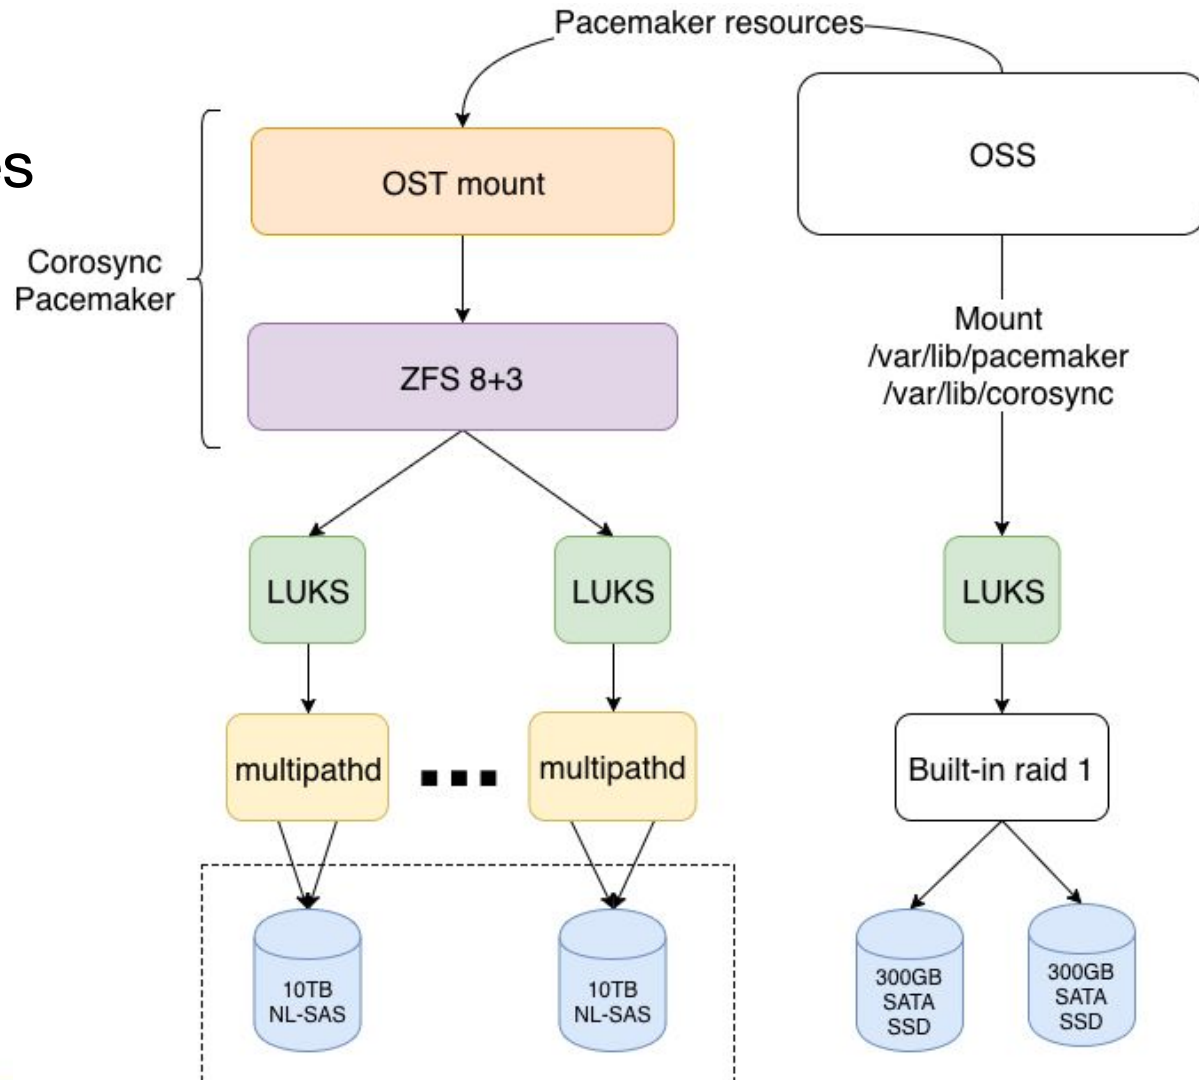 Pacemaker resources
OSS
OST mount
Corosync
Pacemaker
ZFS 8+3
Mount
/var/lib/pacemaker
/var/lib/corosync
LUKS
LUKS
LUKS
multipathd
multipathd
Built-in raid 1
10TB
NL-SAS
10TB
NL-SAS
300GB
SATA
SSD
300GB
SATA
SSD